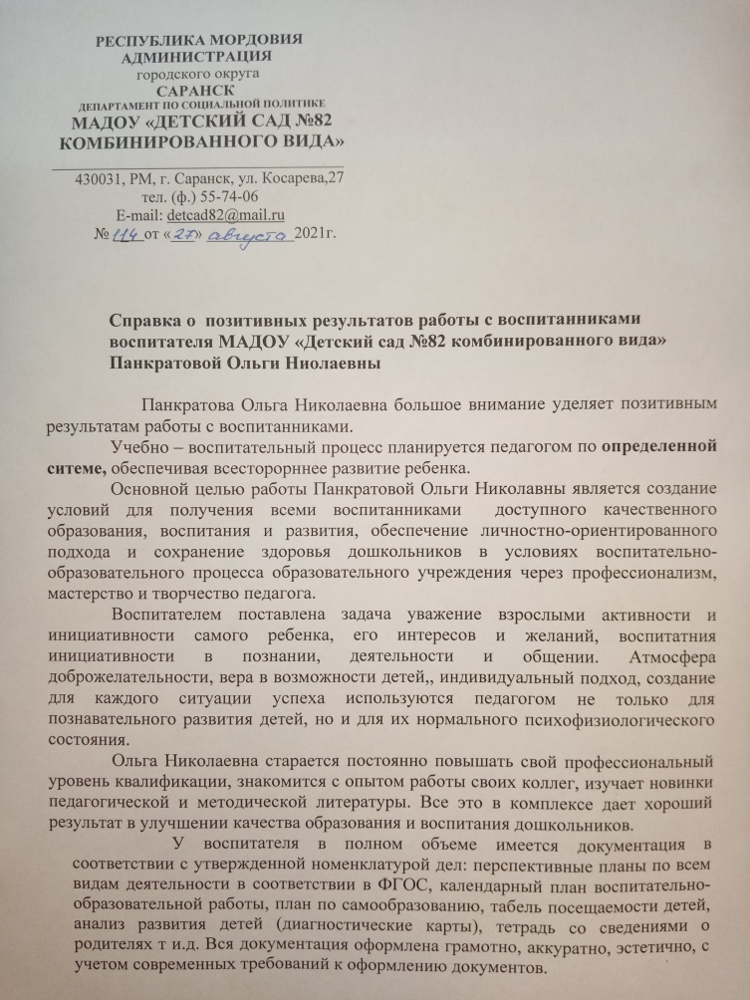 РЕСПУБЛИКА МОРДОВИЯ
АДМИНИСТРАЦИЯ
городского округа
САРАНСК
ДЕПАРТАМЕНТ ПО СОЦИАЛЬНОЙ ПОЛИТИКЕ
МАДОУ «ДЕТСКИЙ САД №82
КОМБИНИРОВАННОГО ВИДА»
430031, РМ, г. Саранск, ул. Косарева,27
тел. (ф.) 55-74-06
E-mail: detcad82@mail.ru
№ 114 от «27» августа 2021г.
Справка о позитивных результатов работы с воспитанниками
воспитателя МАДОУ «Детский сад №82 комбинированного вида»
Панкратовой Ольги Ниолаевны
Панкратова Ольга Николаевна большое внимание уделяет позитивным
результатам работы с воспитанниками.
Учебно – воспитательный процесс планируется педагогом по определенной
ситеме, обеспечивая всесторорннее развитие ребенка.
Основной целью работы Панкратовой Ольги Николавны является создание
условий для получения всеми воспитанниками доступного качественного
образования, воспитания и развития, обеспечение личностно-ориентированного
подхода и сохранение здоровья дошкольников в условиях воспитательно-
образовательного процесса образовательного учреждения через профессионализм,
мастерство и творчество педагога.
Воспитателем поставлена задача уважение взрослыми активности и
инициативности самого ребенка, его интересов и желаний, воспитатния
инициативности в познании, деятельности и общении. Атмосфера
доброжелательности, вера в возможности детей,, индивидуальный подход, создание
для каждого ситуации успеха используются педагогом не только для
познавательного развития детей, но и для их нормального психофизиологического
состояния.
Ольга Николаевна старается постоянно повышать свой профессиональный
уровень квалификации, знакомится с опытом работы своих коллег, изучает новинки
педагогической и методической литературы. Все это в комплексе дает хороший
результат в улучшении качества образования и воспитания дошкольников.
У воспитателя в полном объеме имеется документация в
соответствии с утвержденной номенклатурой дел: перспективные планы по всем
видам деятельности в соответствии в ФГОС, календарный план воспитательно-
образовательной работы, план по самообразованию, табель посещаемости детей,
анализ развития детей (диагностические карты), тетрадь со сведениями о
родителях т и.д. Вся документация оформлена грамотно, аккуратно, эстетично, с
учетом современных требований к оформлению документов.